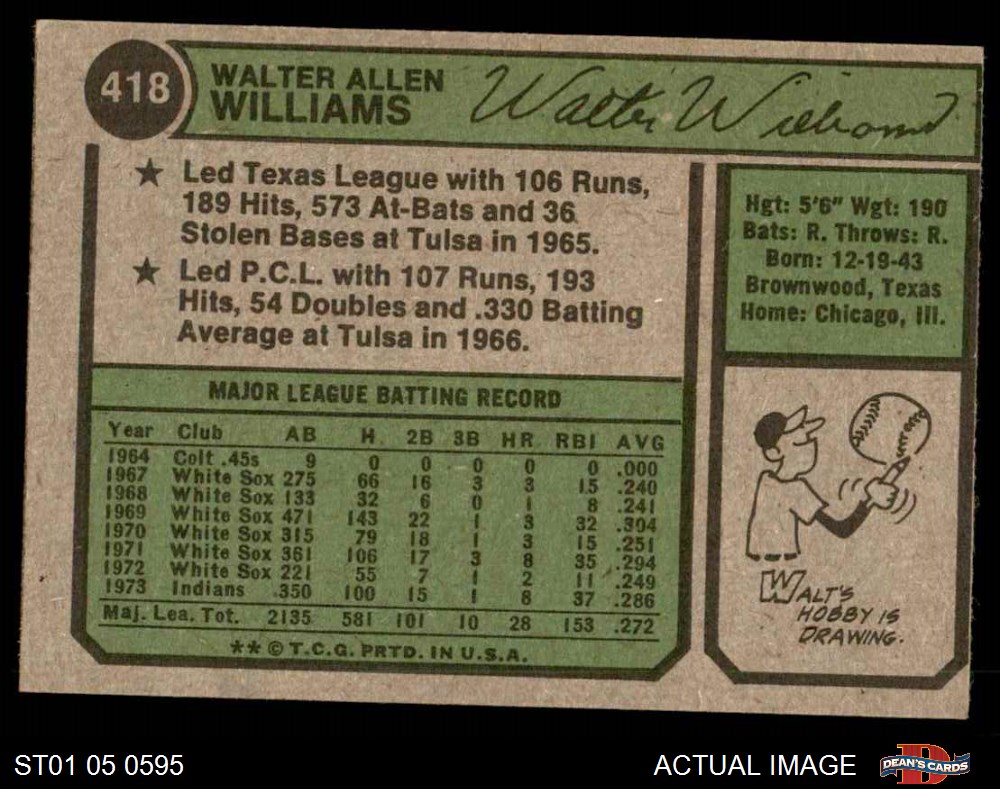 418
WALTER ALLEN
WILLIAMS
Walter Williams
★ Led Texas League with 106 Runs,
189 Hits, 573 At-Bats and 36
Stolen Bases at Tulsa in 1965.
★ Led P.C.L. with 107 Runs, 193
Hits, 54 Doubles and .330 Batting
Average at Tulsa in 1966.
Hgt: 5'6" Wgt: 190
Bats: R. Throws: R.
Born: 12-19-43
Brownwood, Texas
Home: Chicago, Ill.
MAJOR LEAGUE BATTING RECORD
Year Club AB H 2B 3B HR RBI AVG
1964 Colt .45s 9 0 0 0 0 0 .000
1967 White Sox 275 66 16 3 3 15 .240
1968 White Sox 133 32 6 0 1 8 .241
1969 White Sox 471 143 22 1 3 32 .304
1970 White Sox 315 79 18 1 3 15 .251
1971 White Sox 361 106 17 3 8 35 .294
1972 White Sox 221 55 7 1 2 11 .249
1973 Indians 350 100 15 1 8 37 .286
Maj. Lea. Tot. 2135 581 101 10 28 153 .272
** © T.C.G. PRTD. IN U.S.A.
WALT'S
HOBBY IS
DRAWING.
ST01 05 0595
ACTUAL IMAGE
DEAN'S CARDS